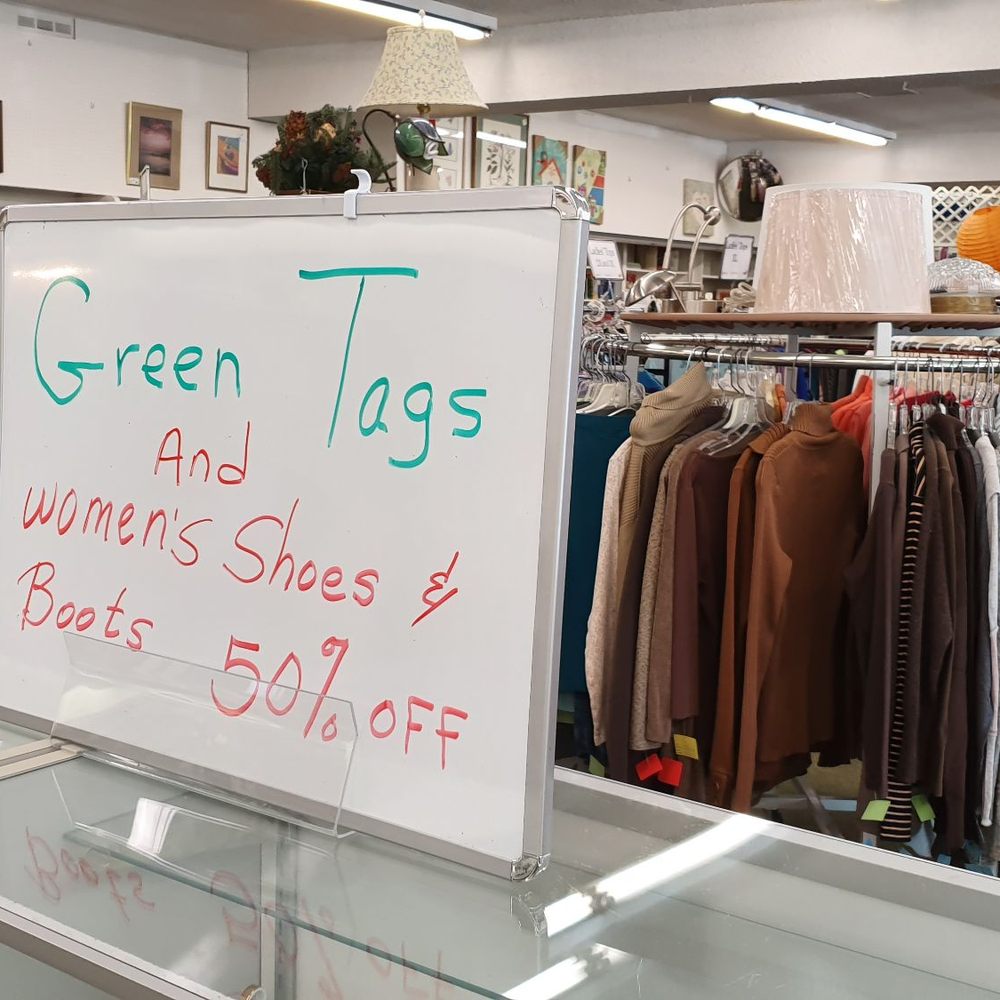 Green Tags
And
women's Shoes &
Boots 50% OFF